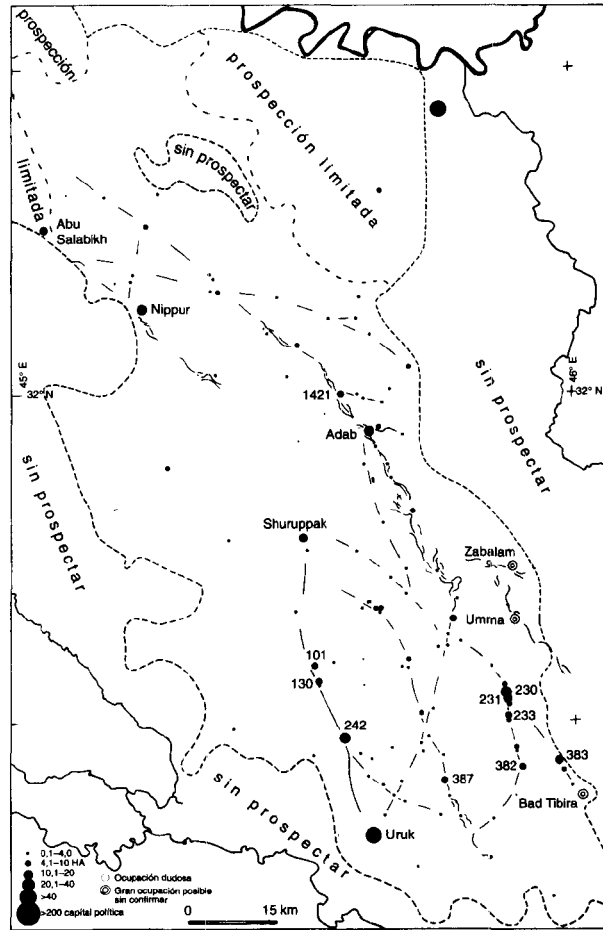 prospección
limitada
prospección limitada
sin prospectar
Abu
Salabikh
Nippur
45° E
32° N
46° E
32° N
sin prospectar
1421
Adab
sin prospectar
Shuruppak
Zabalam
Umma
101
130
230
231
233
242
383
382
387
Bad Tibira
sin prospectar
Uruk
0,1–4,0
4,1–10 HA
10,1–20
20,1–40
>40
>200 capital política
Ocupación dudosa
Gran ocupación posible
sin confirmar
0 15 km